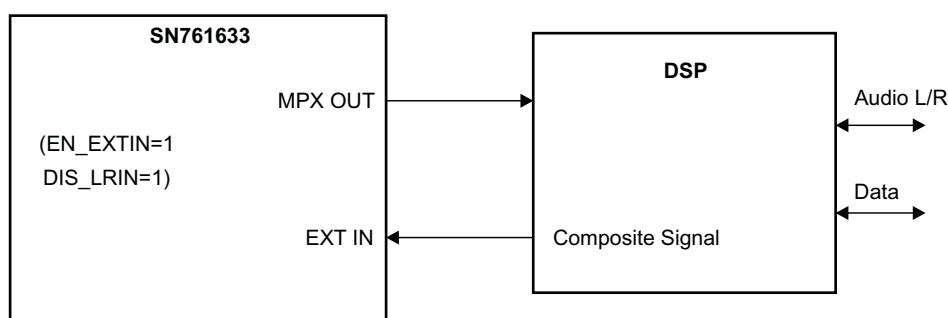 SN761633
DSP
MPX OUT
Audio L/R
(EN_EXTIN=1
DIS_LRIN=1)
Data
EXT IN
Composite Signal